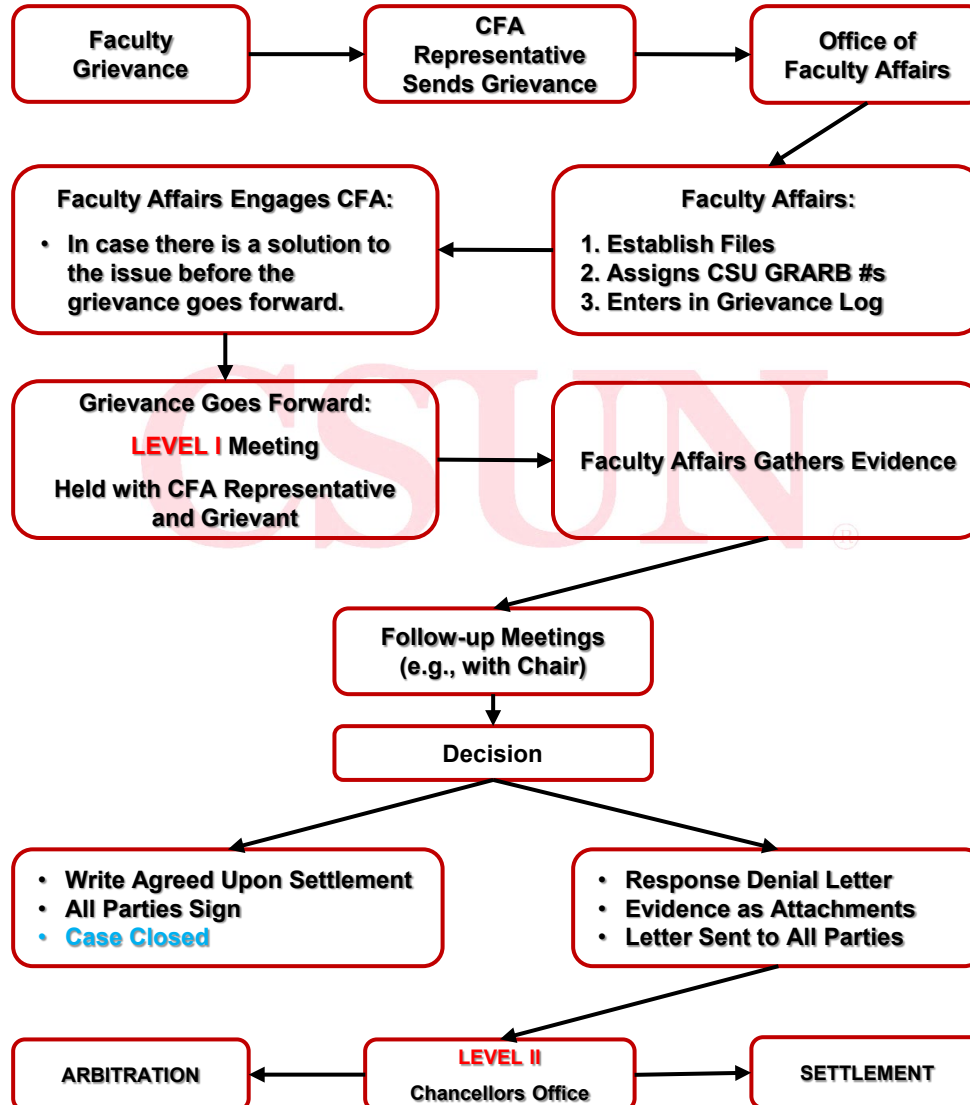 Faculty
Grievance
CFA
Representative
Sends Grievance
Office of
Faculty Affairs
Faculty Affairs Engages CFA:
• In case there is a solution to
the issue before the
grievance goes forward.
Faculty Affairs:
1. Establish Files
2. Assigns CSU GRARB #s
3. Enters in Grievance Log
CSUN®
Grievance Goes Forward:
LEVEL I Meeting
Held with CFA Representative
and Grievant
Faculty Affairs Gathers Evidence
Follow-up Meetings
(e.g., with Chair)
Decision
• Write Agreed Upon Settlement
• All Parties Sign
• Case Closed
• Response Denial Letter
• Evidence as Attachments
• Letter Sent to All Parties
ARBITRATION
LEVEL II
Chancellors Office
SETTLEMENT